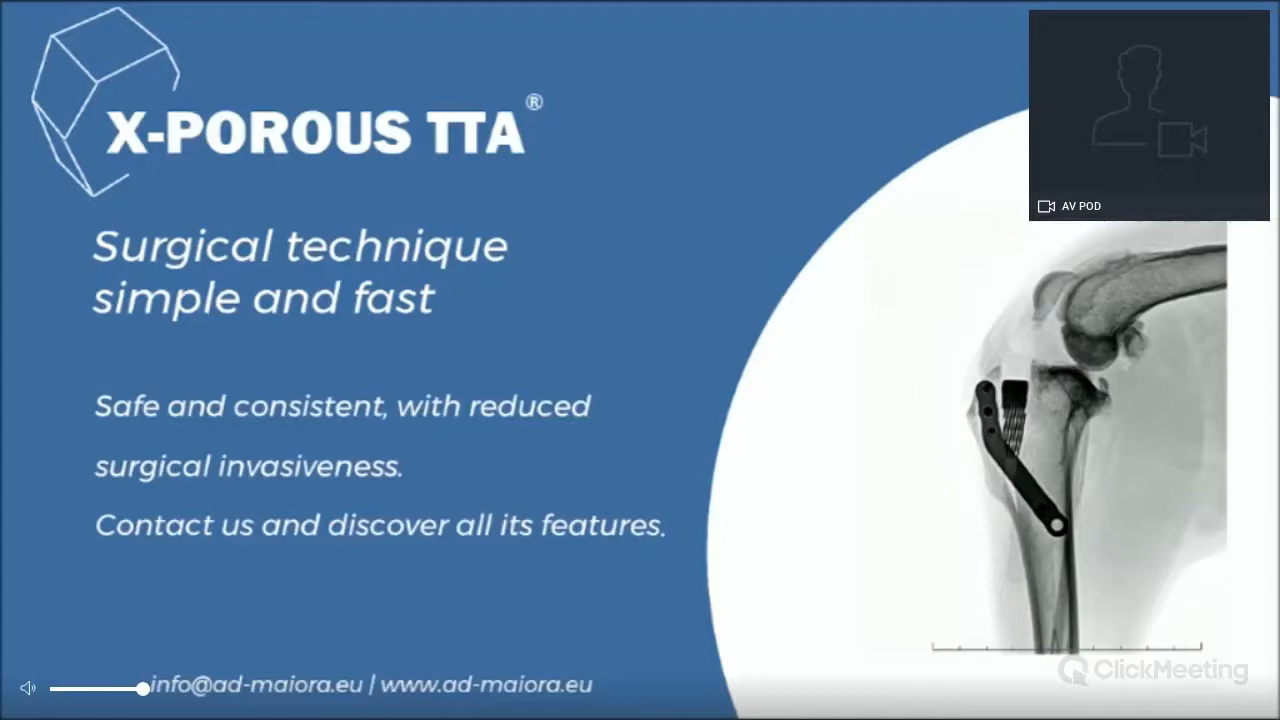 X-POROUS TTA®
Surgical technique
simple and fast
Safe and consistent, with reduced
surgical invasiveness.
Contact us and discover all its features.
info@ad-maiora.eu | www.ad-maiora.eu
AV POD
ClickMeeting